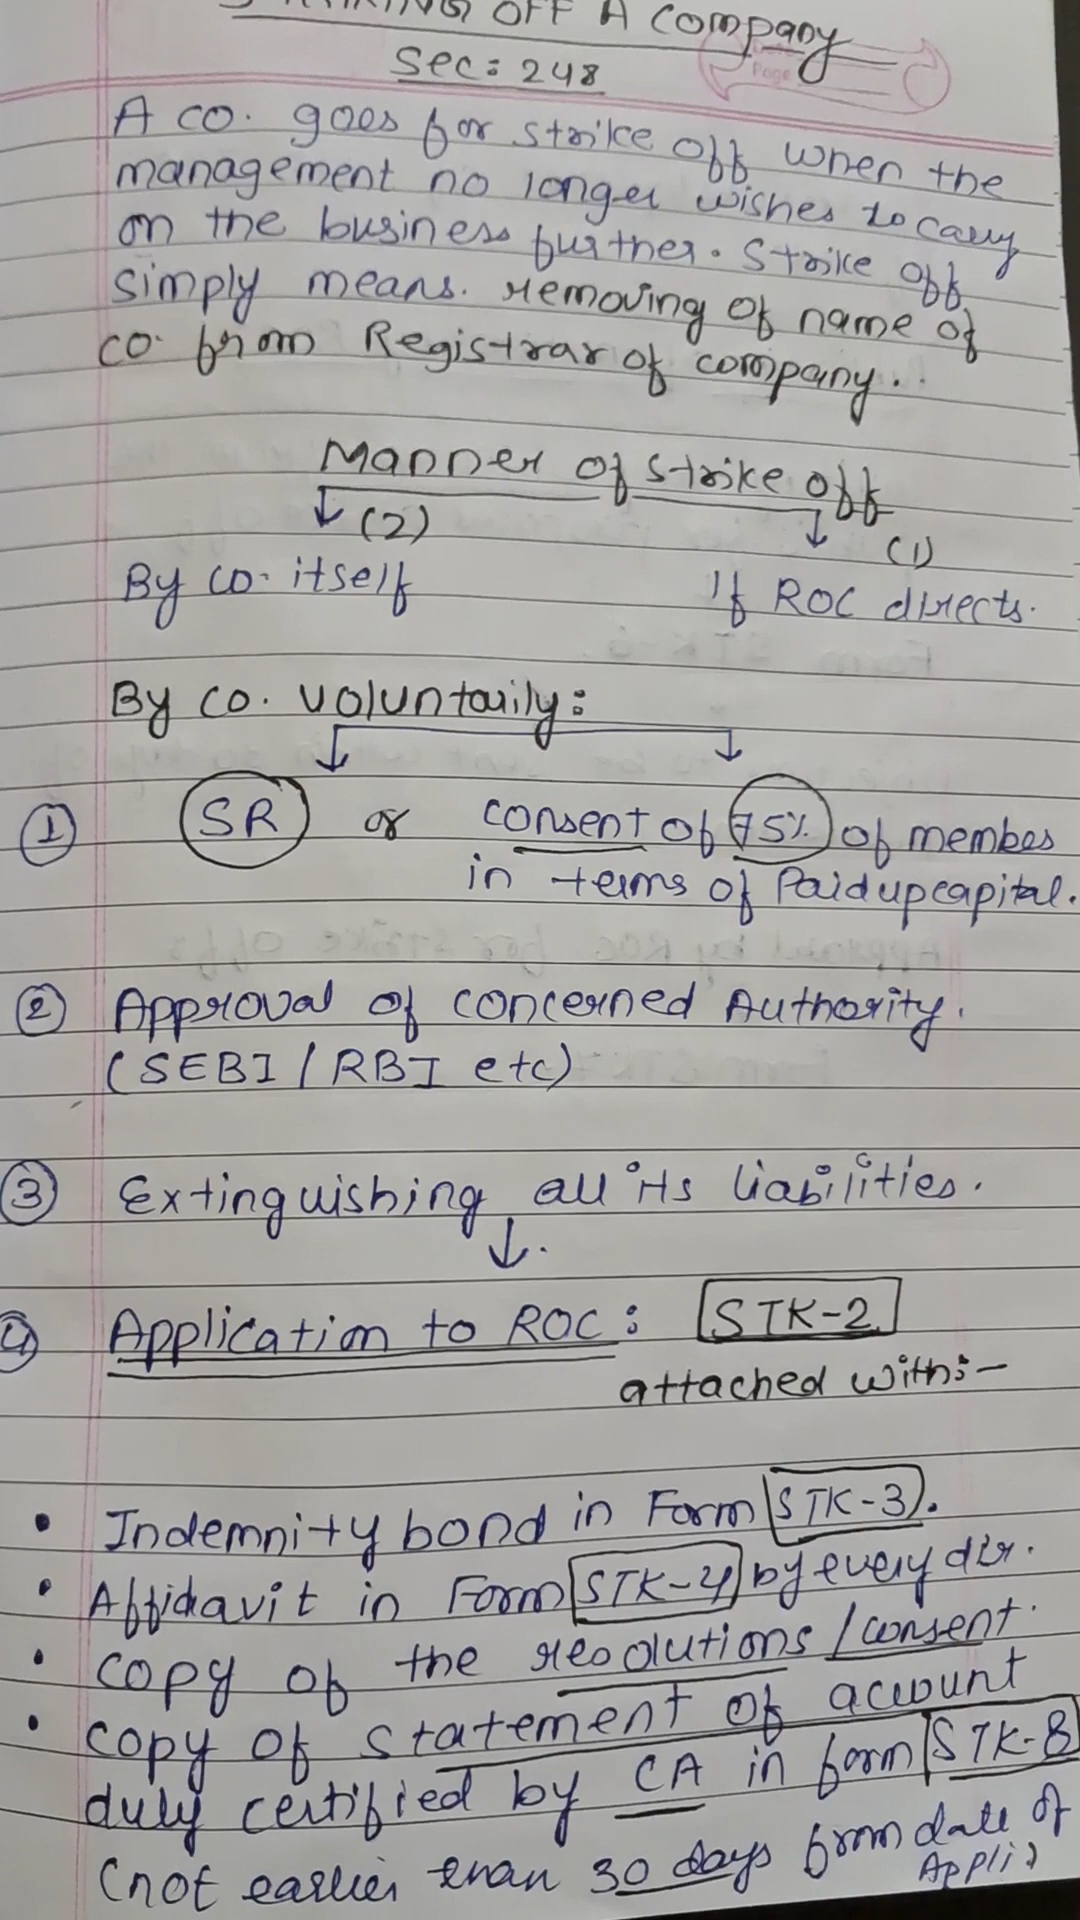 STRIKING OFF A Company
Sec: 248
Page
A co. goes for strike off when the
management no longer wishes to carry
on the business further. Strike off
simply means. removing of name of
co. from Registrar of company.
Manner of strike off
(2)
(1)
By co. itself
If ROC directs.
By co. voluntarily:
① SR or consent of 75% of membes
in terms of Paid up capital.
② Approval of concerned Authority.
(SEBI / RBI etc)
③ Extinguishing all its liabilities.
④ Application to ROC: STK-2
attached with:-
• Indemnity bond in Form STK-3.
• Affidavit in Form STK-4 by every dir.
• copy of the resolutions / consent.
• copy of statement of account
duly certified by CA in form STK-8
(not earlier than 30 days from date of
Appli